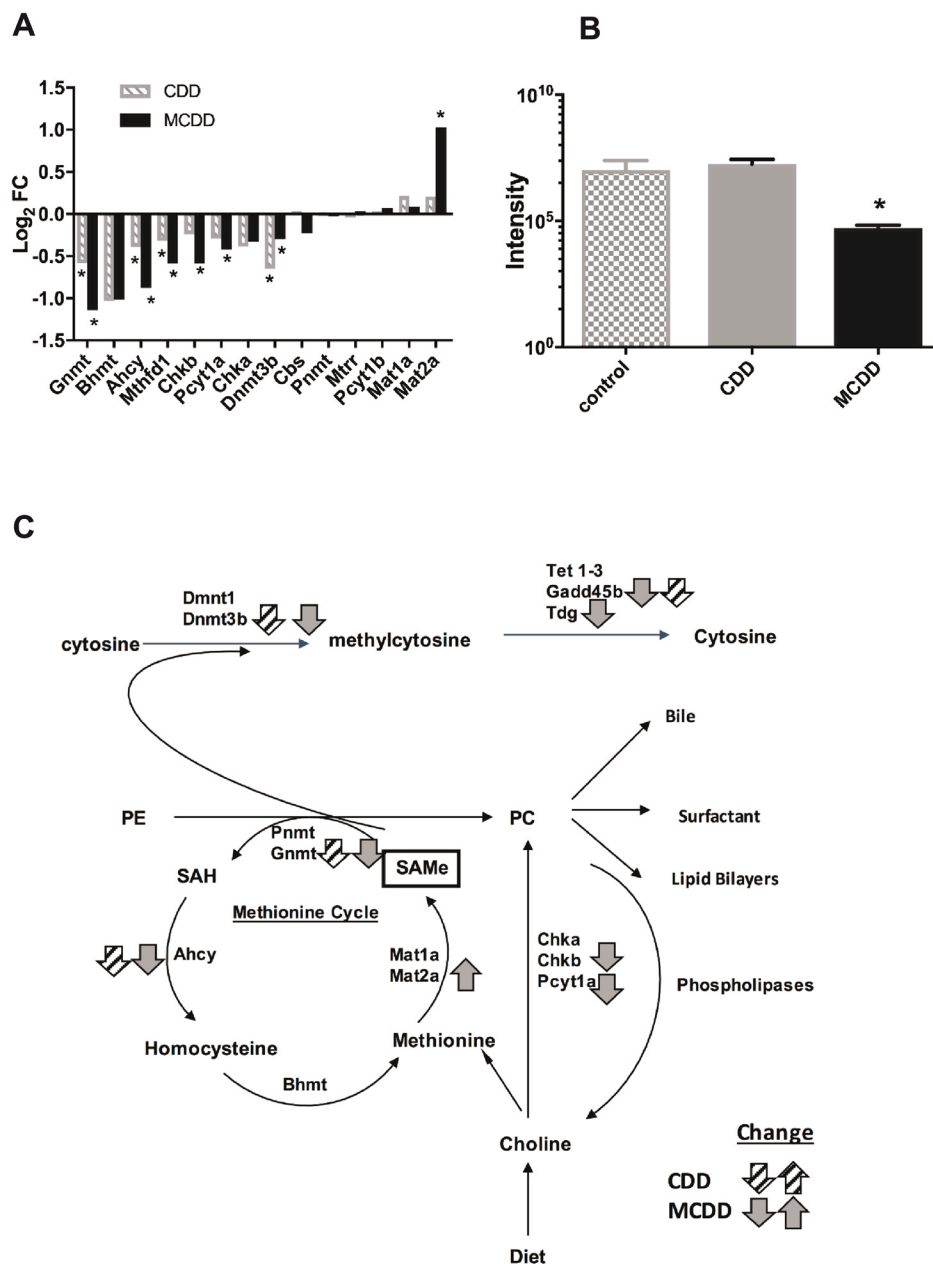 A
B
CDD
MCDD
*
Log2 FC
1.5
1.0
0.5
0.0
-0.5
-1.0
-1.5
* * * * * * * * * *
Gnmt
Bhmt
Ahcy
Mthfd1
Chkb
Pcyt1a
Chka
Dnmt3b
Cbs
Pnmt
Mtrr
Pcyt1b
Mat1a
Mat2a
Intensity
10^10
10^5
10^0
*
control
CDD
MCDD
C
Dmnt1
Dnmt3b
Tet 1-3
Gadd45b
Tdg
cytosine
methylcytosine
Cytosine
Bile
PE
PC
Surfactant
Pnmt
Gnmt
SAMe
SAH
Lipid Bilayers
Methionine Cycle
Ahcy
Mat1a
Mat2a
Chka
Chkb
Pcyt1a
Phospholipases
Homocysteine
Methionine
Bhmt
Choline
Change
CDD
MCDD
Diet